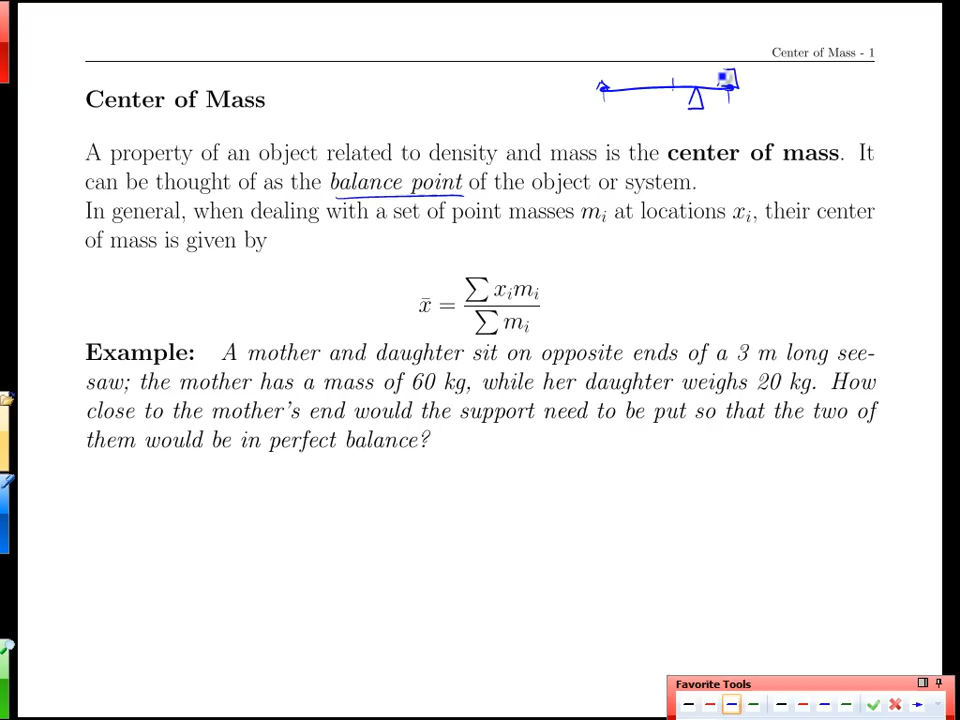 Center of Mass - 1
Center of Mass
A property of an object related to density and mass is the center of mass. It
can be thought of as the balance point of the object or system.
In general, when dealing with a set of point masses mᵢ at locations xᵢ, their center
of mass is given by
x̄ = ∑ xᵢmᵢ / ∑ mᵢ
Example: A mother and daughter sit on opposite ends of a 3 m long see-
saw; the mother has a mass of 60 kg, while her daughter weighs 20 kg. How
close to the mother's end would the support need to be put so that the two of
them would be in perfect balance?
Favorite Tools